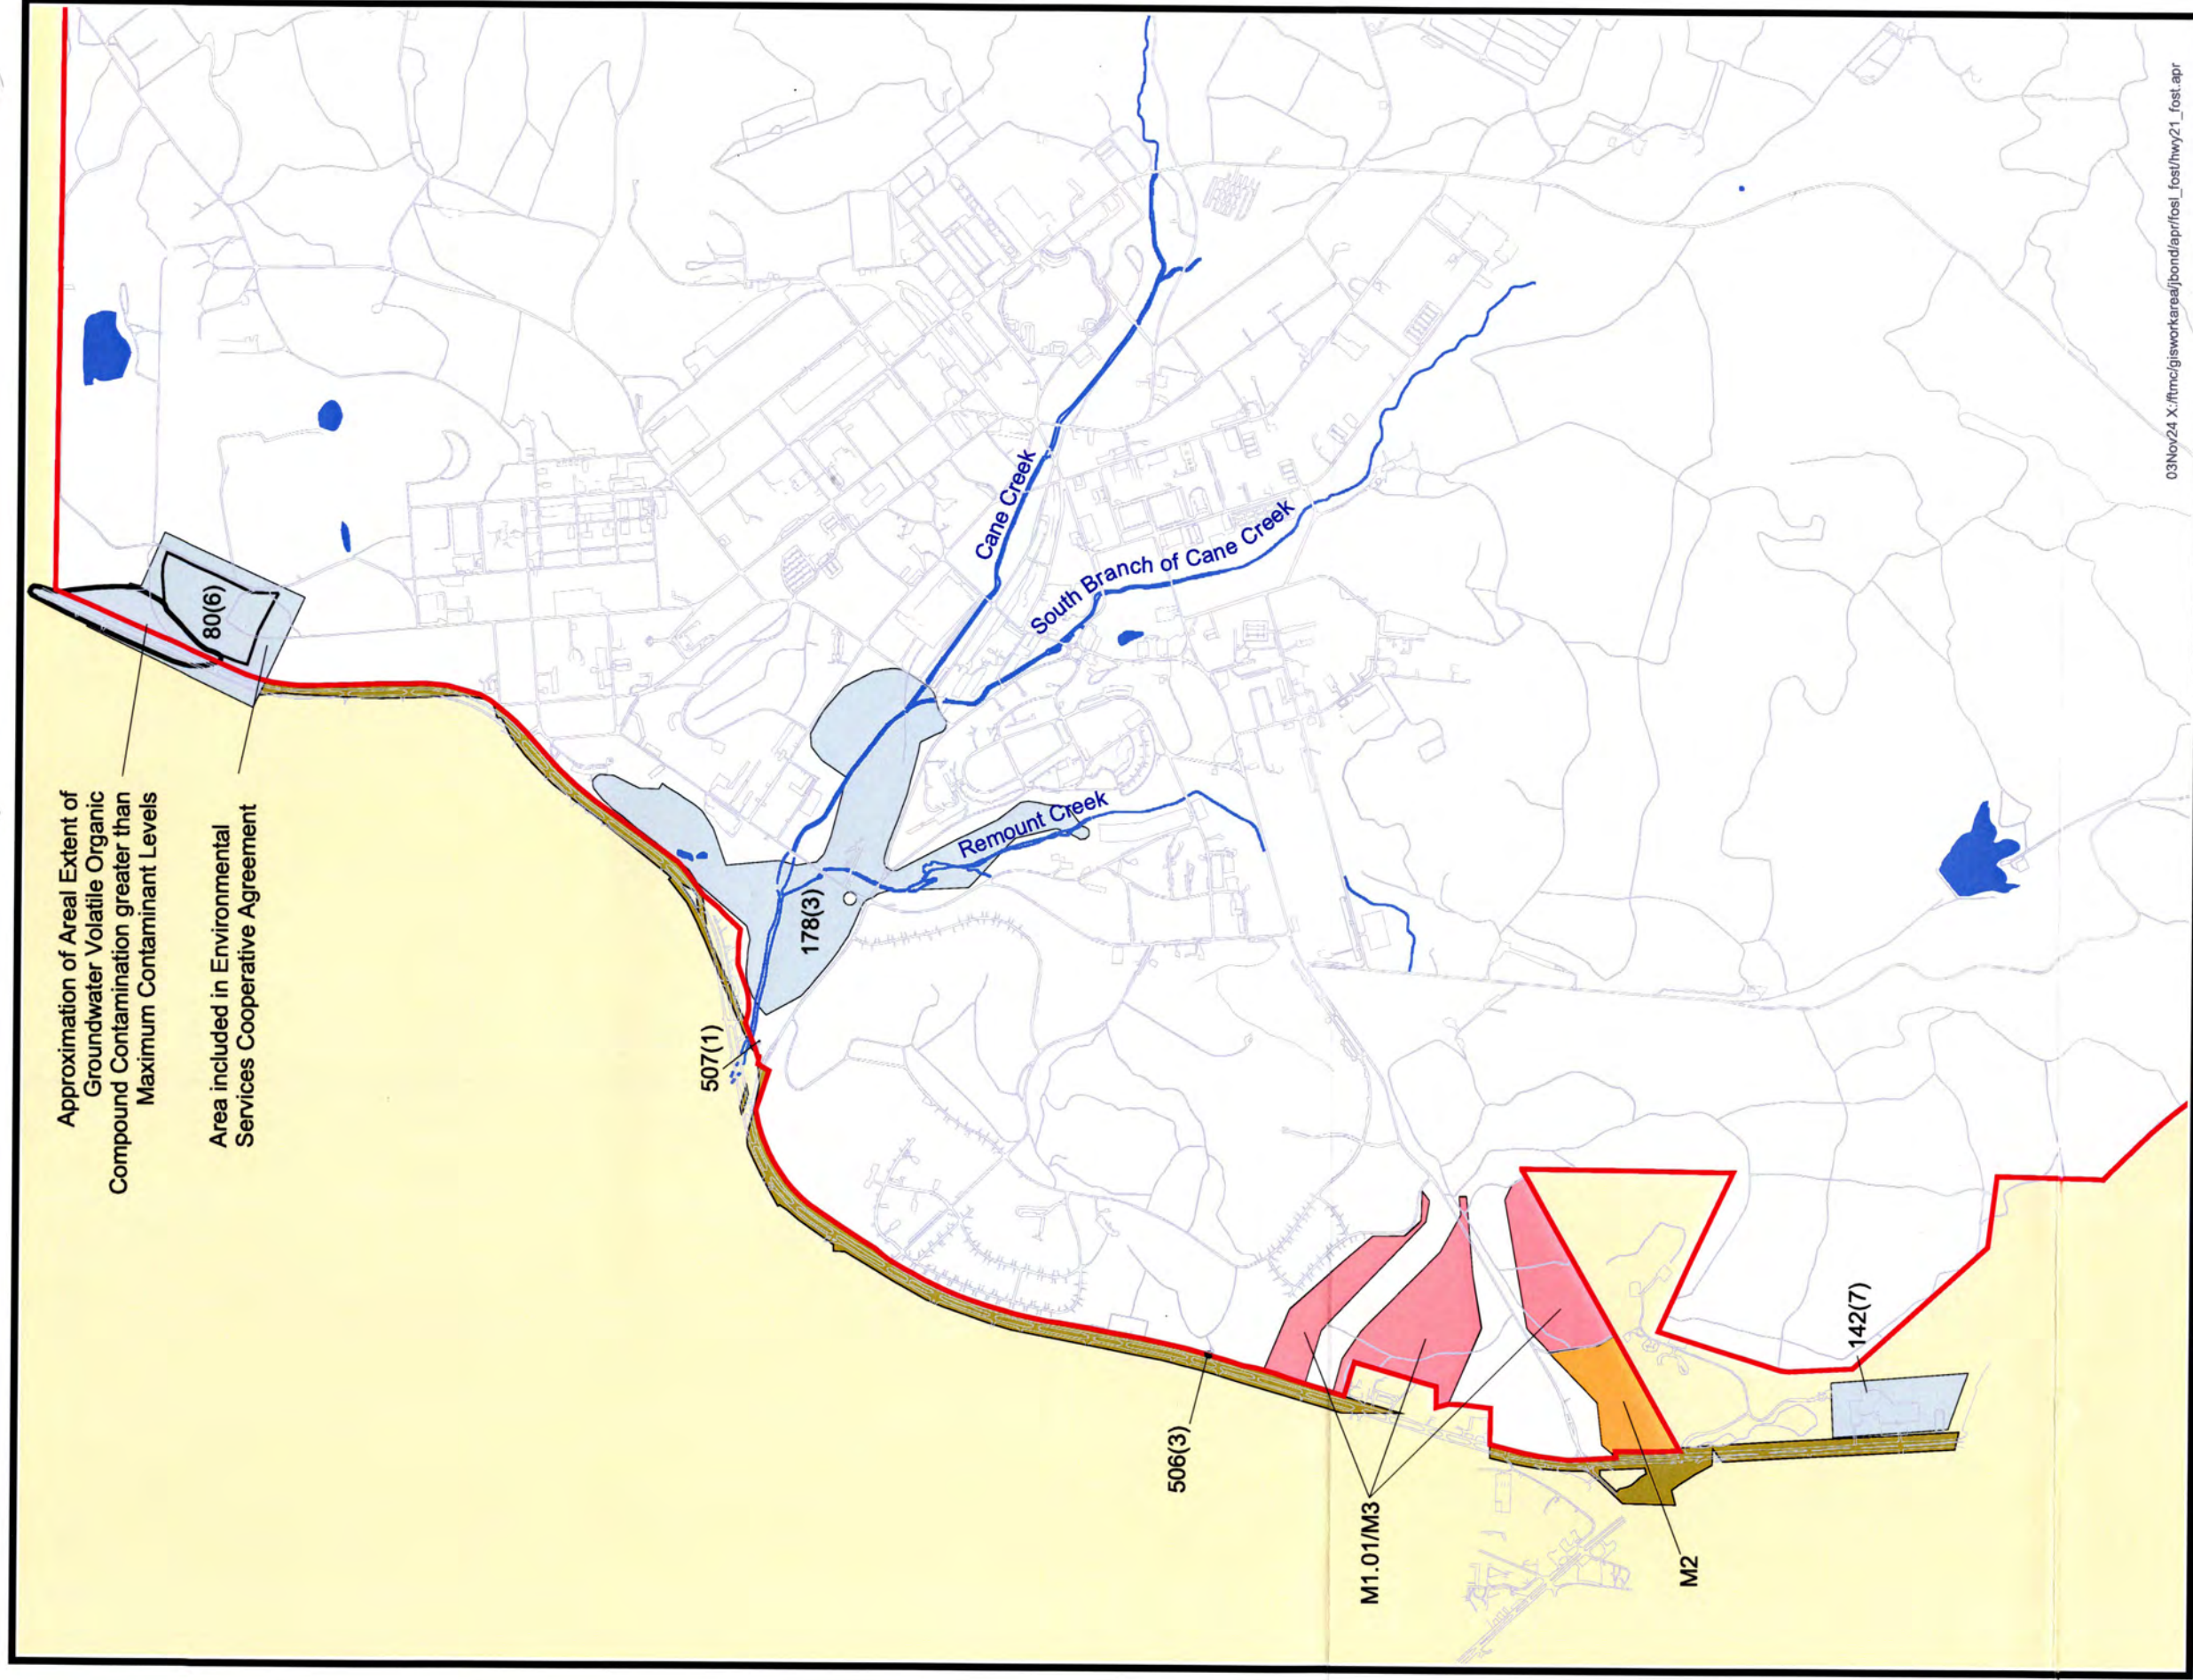 Approximation of Areal Extent of
Groundwater Volatile Organic
Compound Contamination greater than
Maximum Contaminant Levels
Area included in Environmental
Services Cooperative Agreement
80(6)
Cane Creek
South Branch of Cane Creek
Remount Creek
178(3)
507(1)
506(3)
M1.01/M3
M2
142(7)
03Nov24 X:/ftmc/gisworkarea/jbond/apr/fosl_fost/hwy21_fost.apr